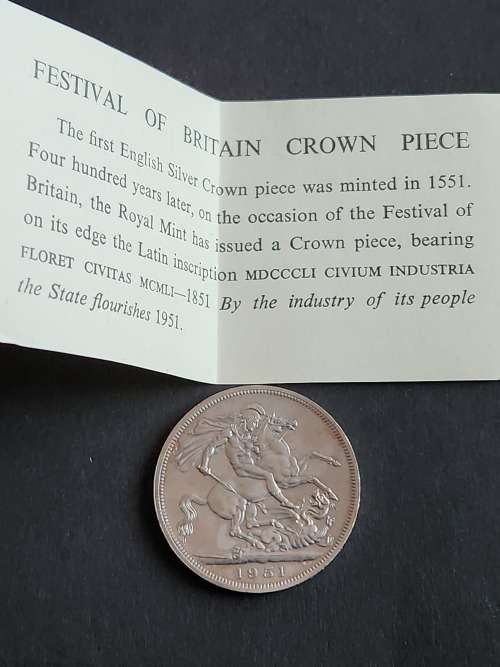 FESTIVAL OF BRITAIN CROWN PIECE
The first English Silver Crown piece was minted in 1551.
Four hundred years later, on the occasion of the Festival of
Britain, the Royal Mint has issued a Crown piece, bearing
on its edge the Latin inscription MDCCCLI CIVIUM INDUSTRIA
FLORET CIVITAS MCMLI—1851 By the industry of its people
the State flourishes 1951.
1951